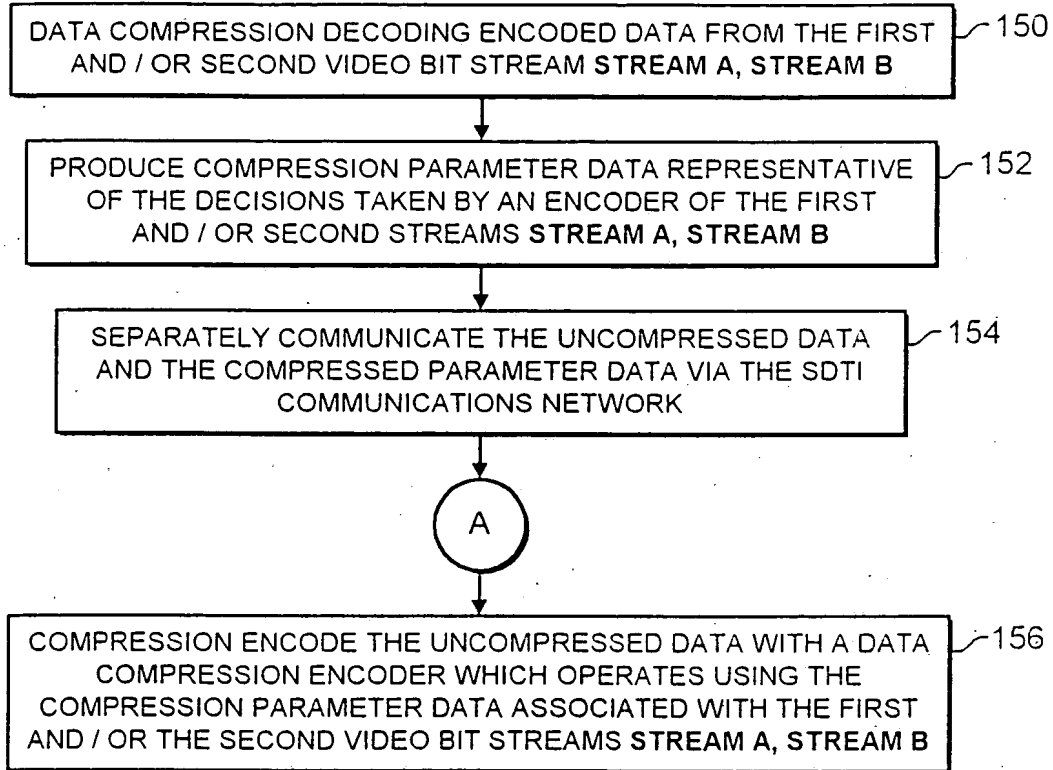 DATA COMPRESSION DECODING ENCODED DATA FROM THE FIRST
AND / OR SECOND VIDEO BIT STREAM STREAM A, STREAM B
150
PRODUCE COMPRESSION PARAMETER DATA REPRESENTATIVE
OF THE DECISIONS TAKEN BY AN ENCODER OF THE FIRST
AND / OR SECOND STREAMS STREAM A, STREAM B
152
SEPARATELY COMMUNICATE THE UNCOMPRESSED DATA
AND THE COMPRESSED PARAMETER DATA VIA THE SDTI
COMMUNICATIONS NETWORK
154
A
COMPRESSION ENCODE THE UNCOMPRESSED DATA WITH A DATA
COMPRESSION ENCODER WHICH OPERATES USING THE
COMPRESSION PARAMETER DATA ASSOCIATED WITH THE FIRST
AND / OR THE SECOND VIDEO BIT STREAMS STREAM A, STREAM B
156